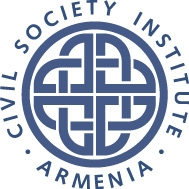 · CIVIL SOCIETY INSTITUTE ·
ARMENIA